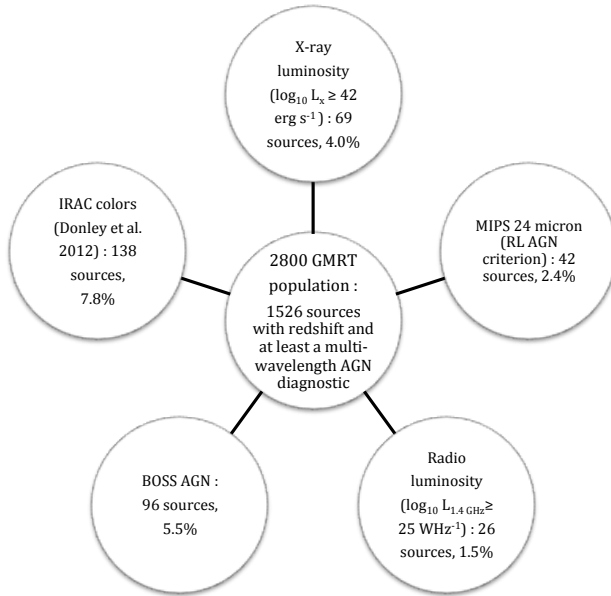 X-ray
luminosity
(log₁₀ Lₓ ≥ 42
erg s⁻¹) : 69
sources, 4.0%
IRAC colors
(Donley et al.
2012) : 138
sources,
7.8%
MIPS 24 micron
(RL AGN
criterion) : 42
sources, 2.4%
2800 GMRT
population :
1526 sources
with redshift and
at least a multi-
wavelength AGN
diagnostic
BOSS AGN :
96 sources,
5.5%
Radio
luminosity
(log₁₀ L₁.₄ GHz≥
25 WHz⁻¹) : 26
sources, 1.5%